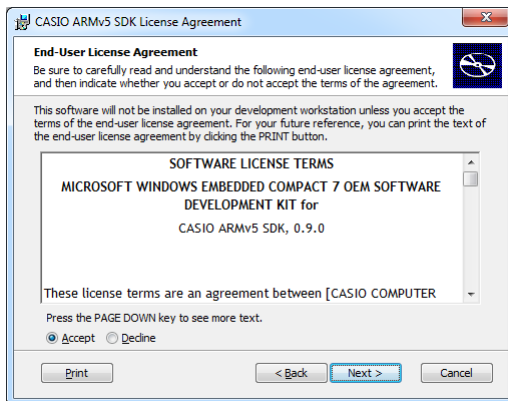 CASIO ARMv5 SDK License Agreement
End-User License Agreement
Be sure to carefully read and understand the following end-user license agreement,
and then indicate whether you accept or do not accept the terms of the agreement.
This software will not be installed on your development workstation unless you accept the
terms of the end-user license agreement. For your future reference, you can print the text of
the end-user license agreement by clicking the PRINT button.
SOFTWARE LICENSE TERMS
MICROSOFT WINDOWS EMBEDDED COMPACT 7 OEM SOFTWARE
DEVELOPMENT KIT for
CASIO ARMv5 SDK, 0.9.0
These license terms are an agreement between [CASIO COMPUTER
Press the PAGE DOWN key to see more text.
Accept Decline
Print < Back Next > Cancel